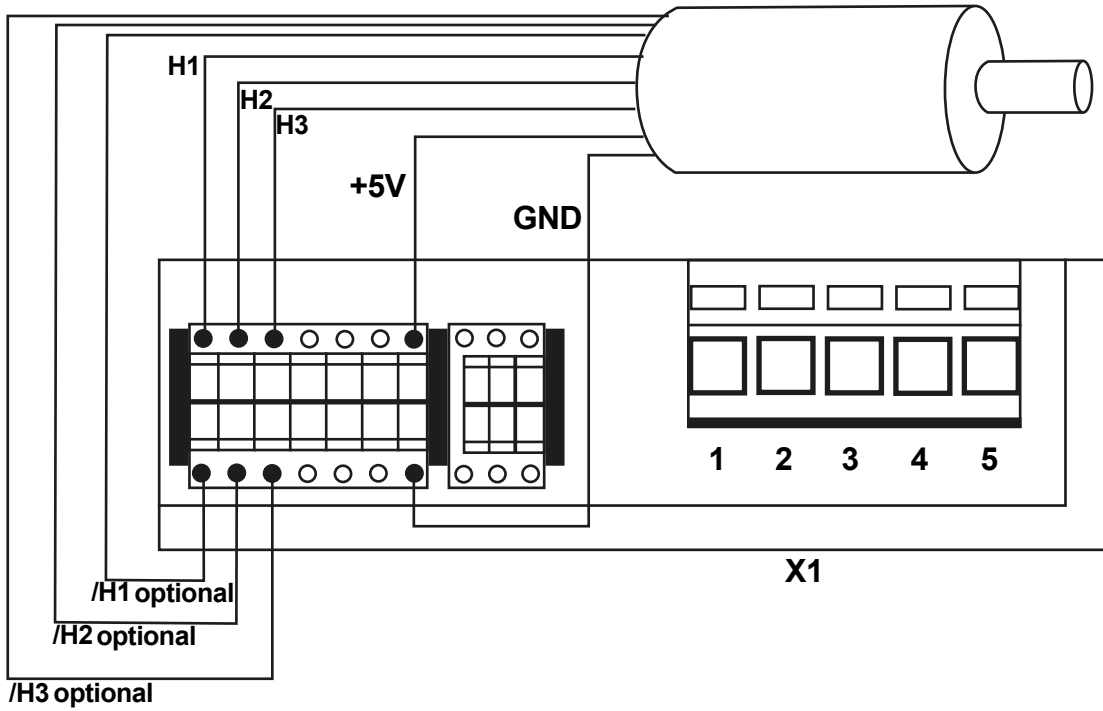 H1
H2
H3
+5V
GND
1 2 3 4 5
X1
/H1 optional
/H2 optional
/H3 optional